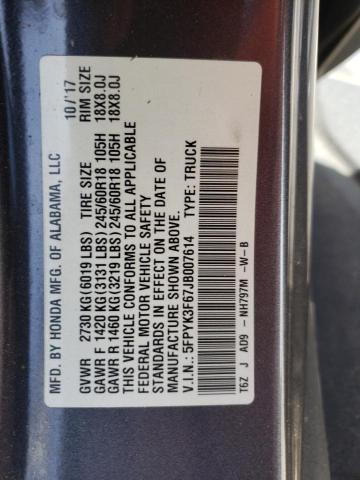 MFD. BY HONDA MFG. OF ALABAMA, LLC 10/'17
GVWR 2730 KG(6019 LBS) TIRE SIZE RIM SIZE
GAWR F 1420 KG(3131 LBS) 245/60R18 105H 18X8.0J
GAWR R 1460 KG(3219 LBS) 245/60R18 105H 18X8.0J
THIS VEHICLE CONFORMS TO ALL APPLICABLE
FEDERAL MOTOR VEHICLE SAFETY
STANDARDS IN EFFECT ON THE DATE OF
MANUFACTURE SHOWN ABOVE.
V.I.N.: 5FPYK3F67JB007614 TYPE: TRUCK
T6Z J AD9 -NH797M -W-B